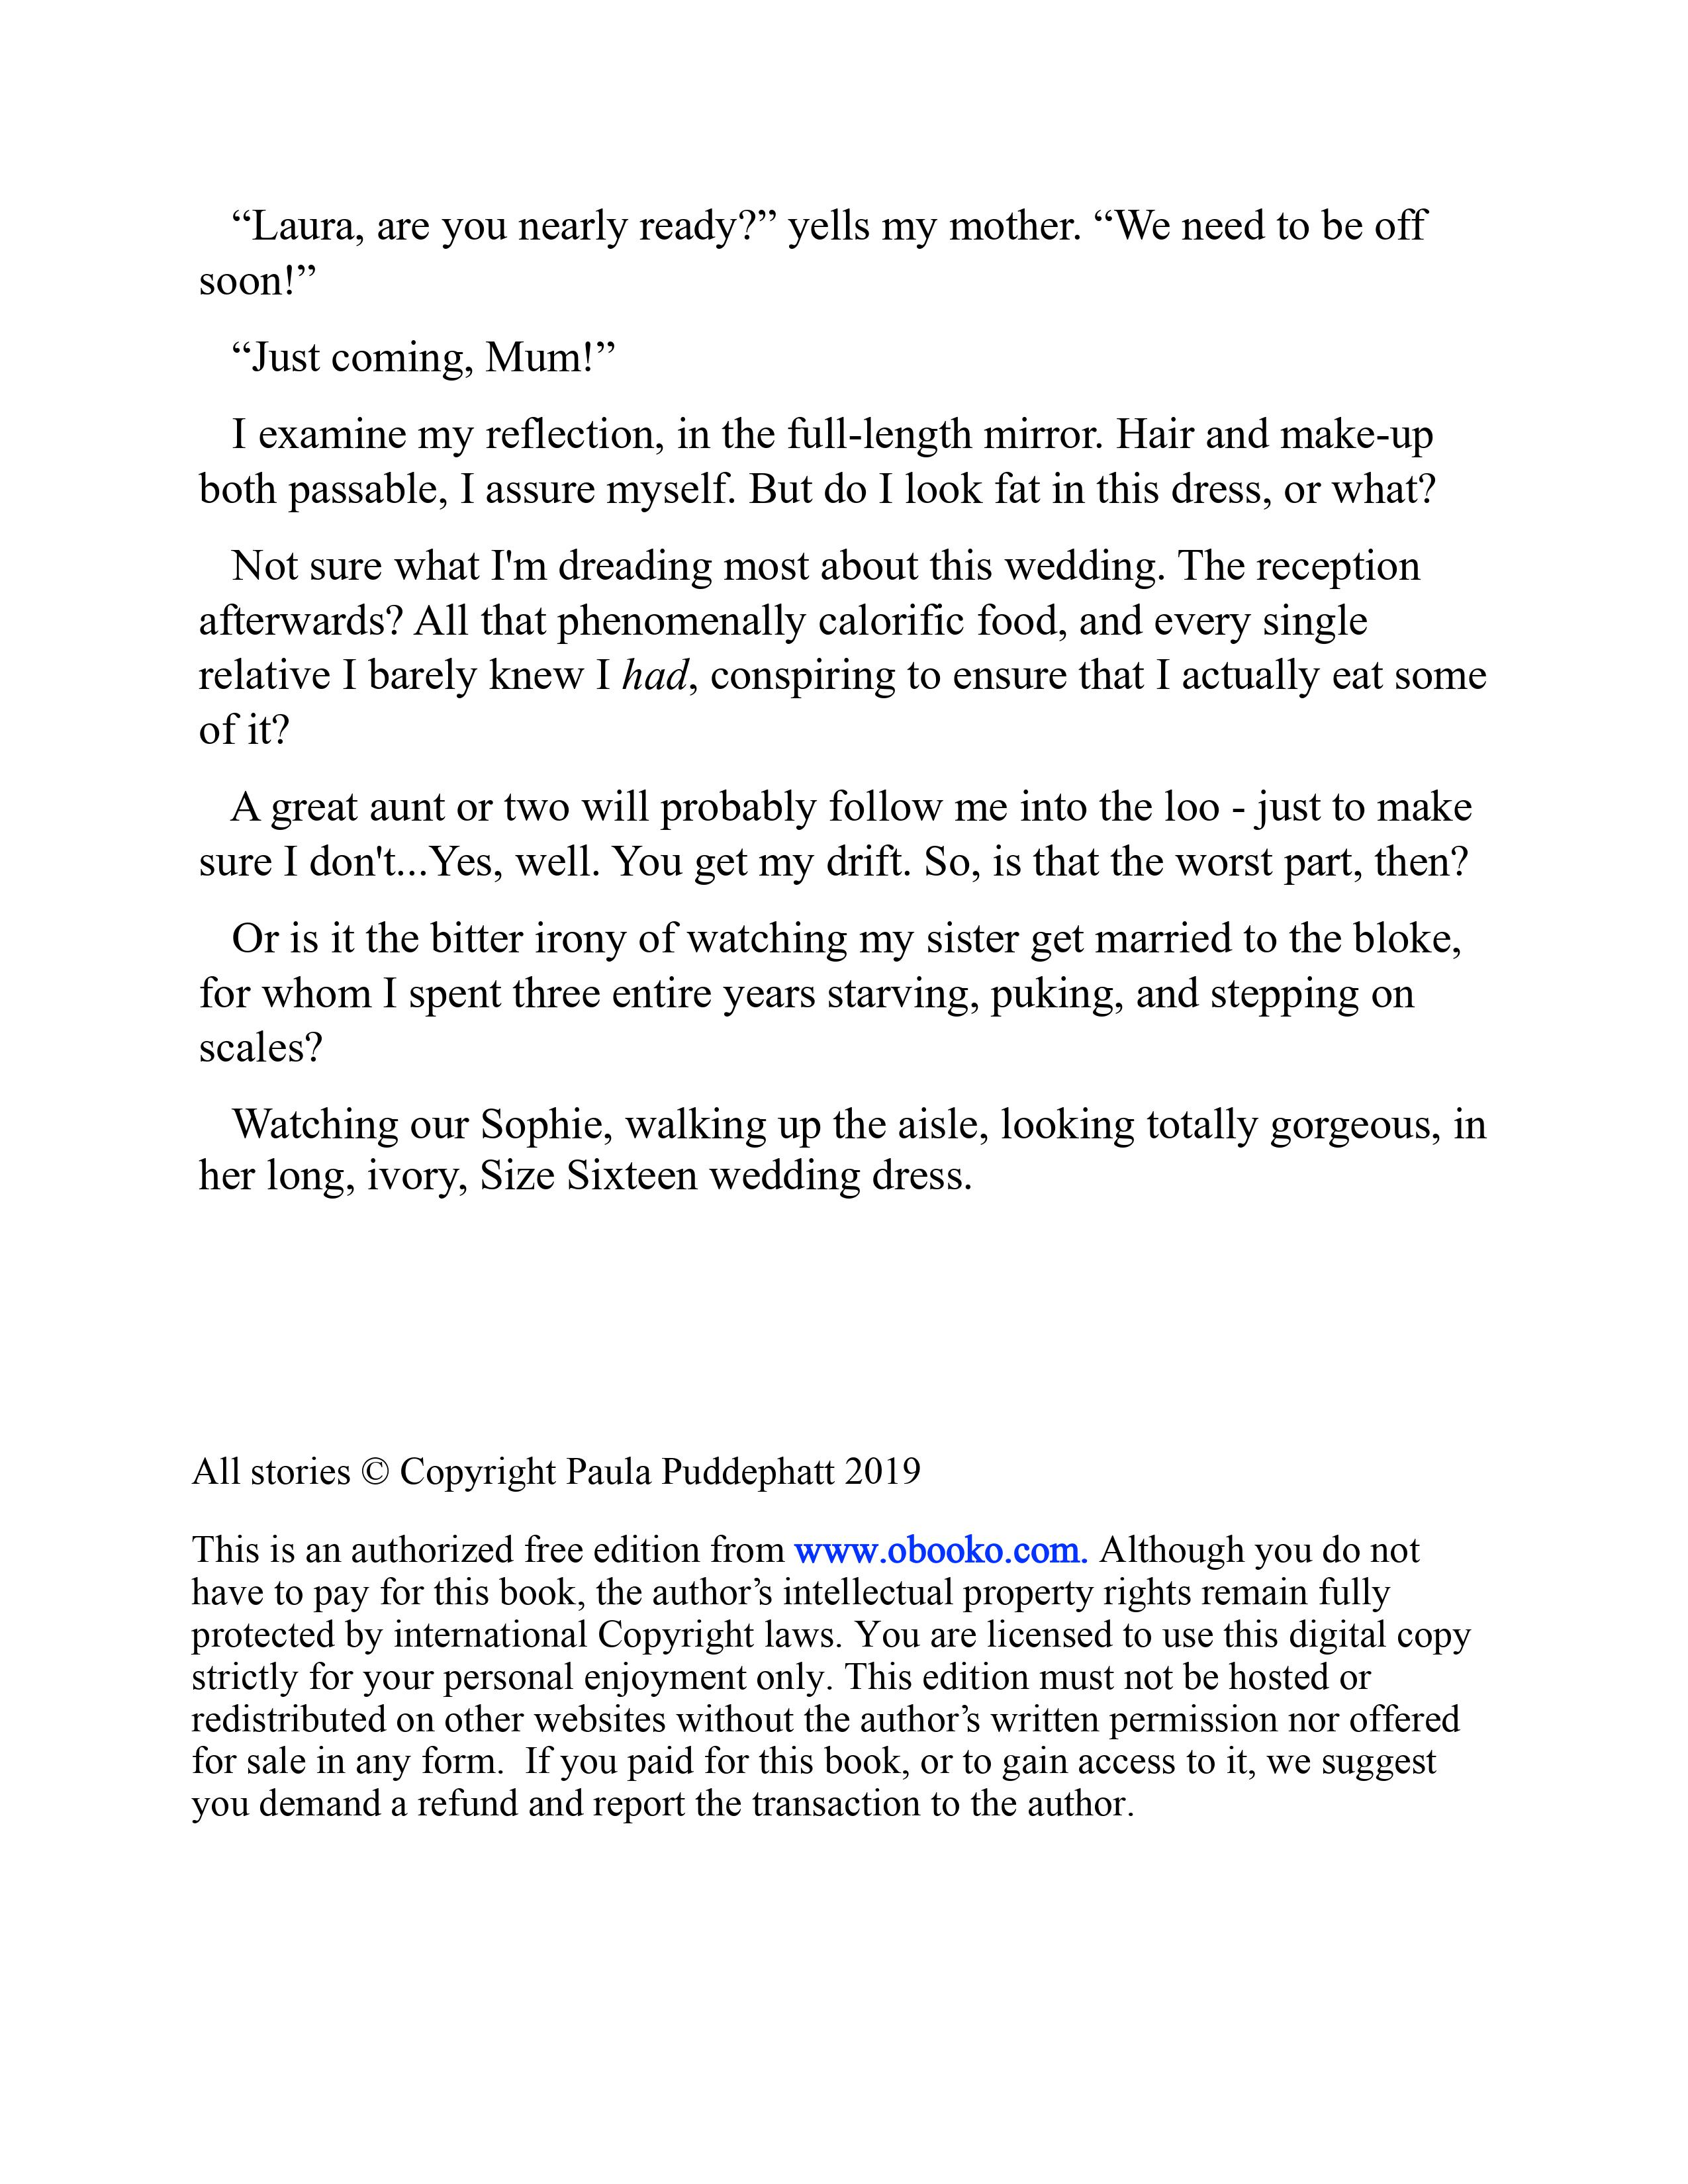 “Laura, are you nearly ready?” yells my mother. “We need to be off
soon!”
“Just coming, Mum!”
I examine my reflection, in the full-length mirror. Hair and make-up
both passable, I assure myself. But do I look fat in this dress, or what?
Not sure what I'm dreading most about this wedding. The reception
afterwards? All that phenomenally calorific food, and every single
relative I barely knew I had, conspiring to ensure that I actually eat some
of it?
A great aunt or two will probably follow me into the loo - just to make
sure I don't...Yes, well. You get my drift. So, is that the worst part, then?
Or is it the bitter irony of watching my sister get married to the bloke,
for whom I spent three entire years starving, puking, and stepping on
scales?
Watching our Sophie, walking up the aisle, looking totally gorgeous, in
her long, ivory, Size Sixteen wedding dress.
All stories © Copyright Paula Puddephatt 2019
This is an authorized free edition from www.obooko.com. Although you do not
have to pay for this book, the author’s intellectual property rights remain fully
protected by international Copyright laws. You are licensed to use this digital copy
strictly for your personal enjoyment only. This edition must not be hosted or
redistributed on other websites without the author’s written permission nor offered
for sale in any form.  If you paid for this book, or to gain access to it, we suggest
you demand a refund and report the transaction to the author.